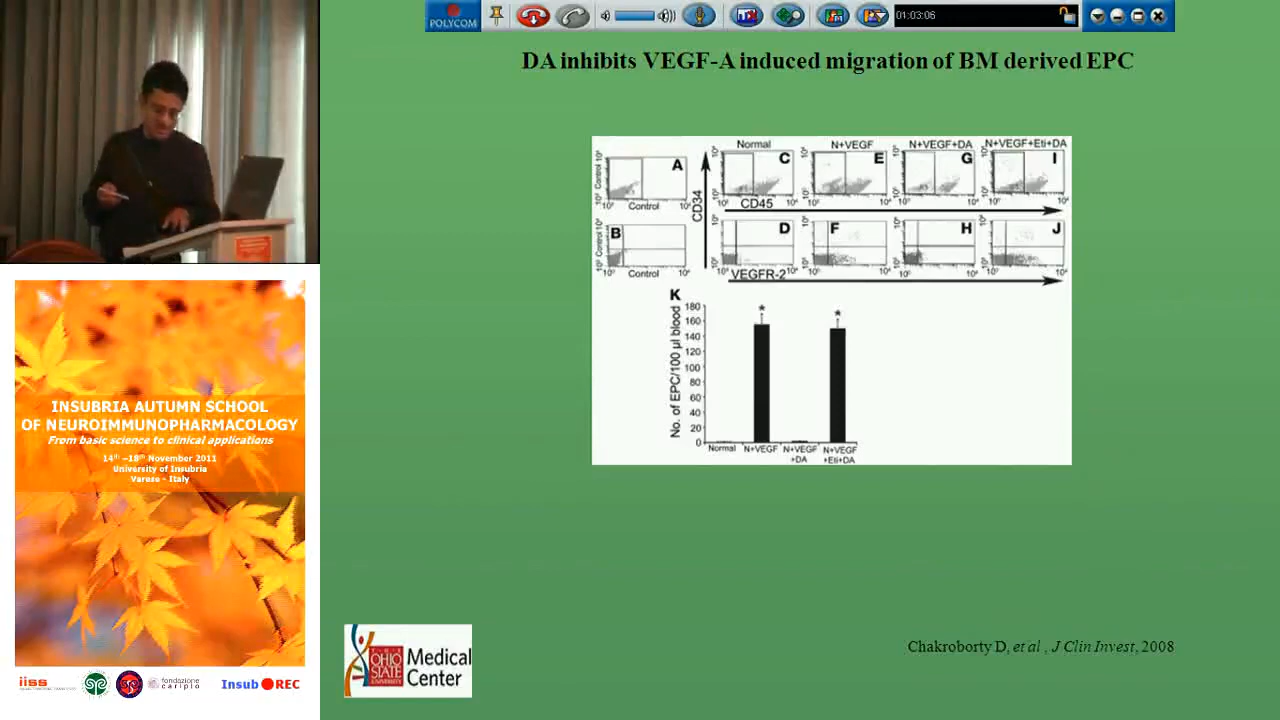 POLYCOM
01:03:06
DA inhibits VEGF-A induced migration of BM derived EPC
Normal
N+VEGF
N+VEGF+DA
N+VEGF+Eti+DA
A
C
E
G
I
Control
Control
CD34
CD45
B
D
F
H
J
Control
Control
VEGFR-2
K
No. of EPC/100 µl blood
180
160
140
120
100
80
60
40
20
0
*
*
Normal
N+VEGF
N+VEGF
+DA
N+VEGF
+Eti+DA
INSUBRIA AUTUMN SCHOOL
OF NEUROIMMUNOPHARMACOLOGY
From basic science to clinical applications
14th –18th November 2011
University of Insubria
Varese - Italy
iiss
fondazione
cariplo
Insub REC
THE
OHIO
STATE
UNIVERSITY
Medical
Center
Chakroborty D, et al , J Clin Invest, 2008